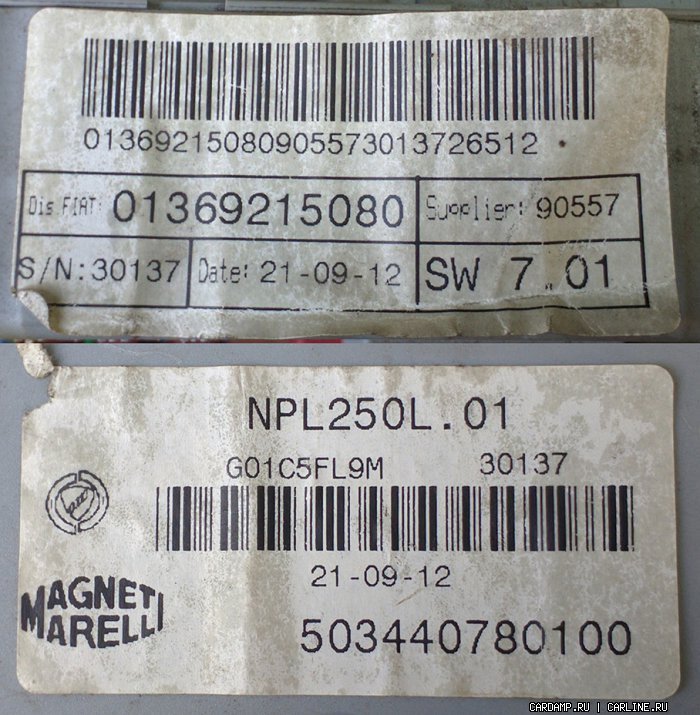 01369215080905573013726512
Dis.FIAT: 01369215080 Supplier: 90557
S/N: 30137 Date: 21-09-12 SW 7.01
NPL250L.01
G01C5FL9M 30137
21-09-12
MAGNETI
MARELLI
503440780100
CARDAMP.RU | CARLINE.RU